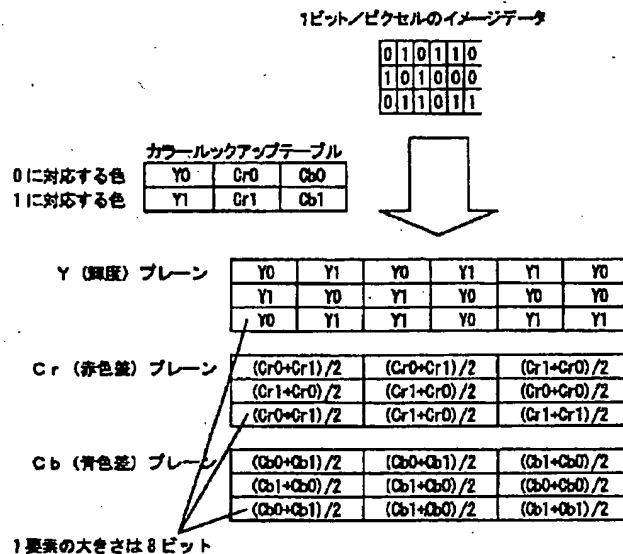 1ビット/ピクセルのイメージデータ
0 1 0 1 1 0
1 0 1 0 0 0
0 1 1 0 1 1
カラールックアップテーブル
0に対応する色 Y0 Cr0 Cb0
1に対応する色 Y1 Cr1 Cb1
Y(輝度)プレーン Y0 Y1 Y0 Y1 Y1 Y0
Y1 Y0 Y1 Y0 Y0 Y0
Y0 Y1 Y1 Y0 Y1 Y1
Cr(赤色差)プレーン (Cr0+Cr1)/2 (Cr0+Cr1)/2 (Cr1+Cr0)/2
(Cr1+Cr0)/2 (Cr1+Cr0)/2 (Cr0+Cr0)/2
(Cr0+Cr1)/2 (Cr1+Cr0)/2 (Cr1+Cr1)/2
Cb(青色差)プレーン (Cb0+Cb1)/2 (Cb0+Cb1)/2 (Cb1+Cb0)/2
(Cb1+Cb0)/2 (Cb1+Cb0)/2 (Cb0+Cb0)/2
(Cb0+Cb1)/2 (Cb1+Cb0)/2 (Cb1+Cb1)/2
1要素の大きさは8ビット